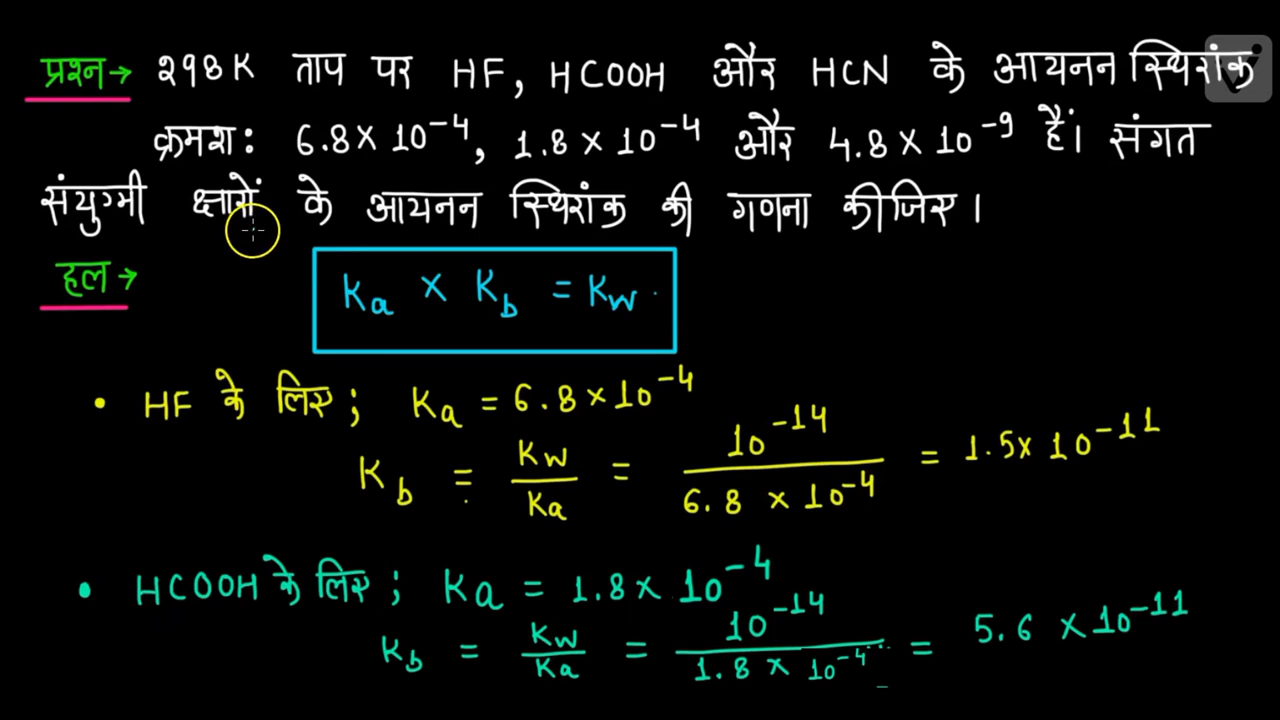 प्रश्न → २98K ताप पर HF, HCOOH और HCN के आयनन स्थिरांक
क्रमश: 6.8 × 10⁻⁴, 1.8 × 10⁻⁴ और 4.8 × 10⁻⁹ हैं। संगत
संयुग्मी क्षारों के आयनन स्थिरांक की गणना कीजिए।
हल →
Ka × Kb = Kw
• HF के लिए; Ka = 6.8 × 10⁻⁴
Kb = Kw/Ka = 10⁻¹⁴/6.8 × 10⁻⁴ = 1.5 × 10⁻¹¹
• HCOOH के लिए; Ka = 1.8 × 10⁻⁴
Kb = Kw/Ka = 10⁻¹⁴/1.8 × 10⁻⁴ = 5.6 × 10⁻¹¹